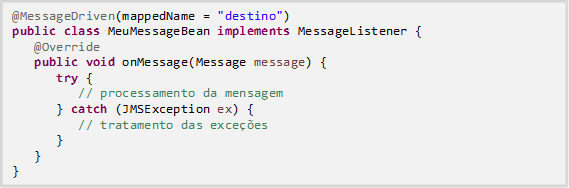 @MessageDriven(mappedName = "destino")
public class MeuMessageBean implements MessageListener {
   @Override
   public void onMessage(Message message) {
      try {
         // processamento da mensagem
      } catch (JMSException ex) {
         // tratamento das exceções
      }
   }
}